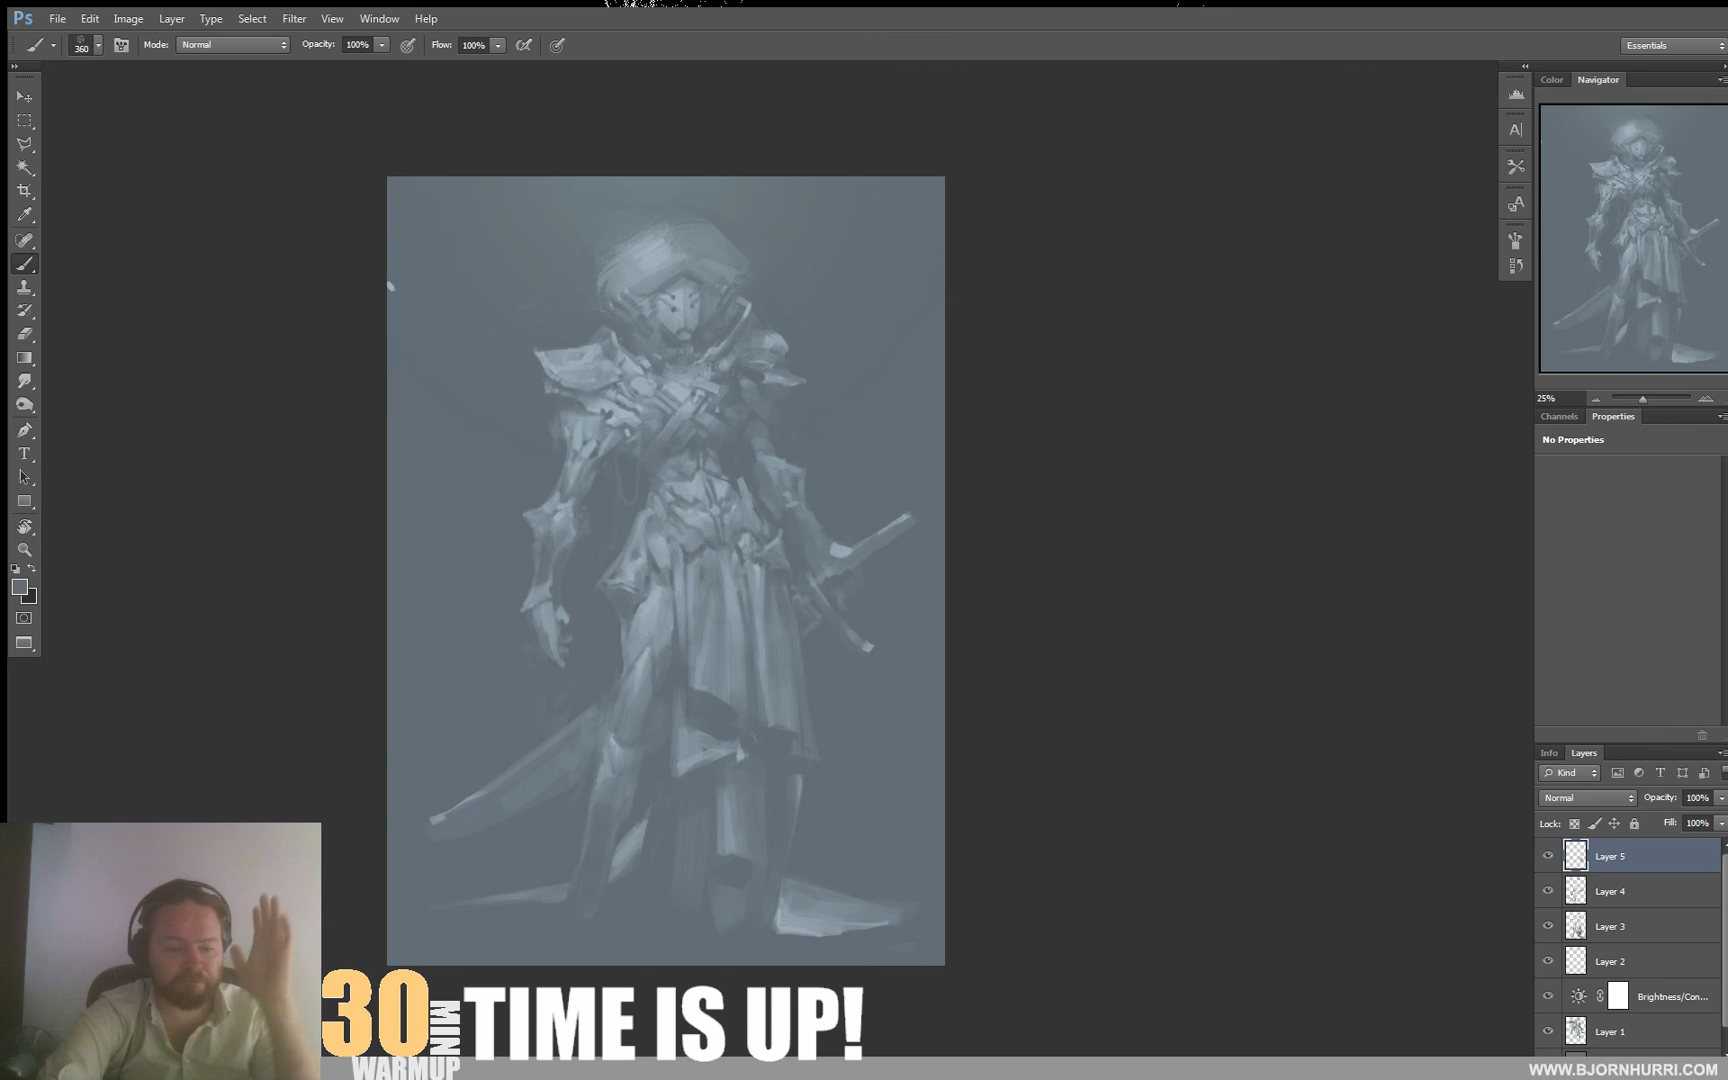 Ps File Edit Image Layer Type Select Filter View Window Help
360 Mode: Normal Opacity: 100% Flow: 100% Essentials
Color Navigator
25%
Channels Properties
No Properties
Info Layers
Kind
Normal Opacity: 100%
Lock: Fill: 100%
Layer 5
Layer 4
Layer 3
Layer 2
Brightness/Con...
Layer 1
30 MIN WARMUP
TIME IS UP!
WWW.BJORNHURRI.COM